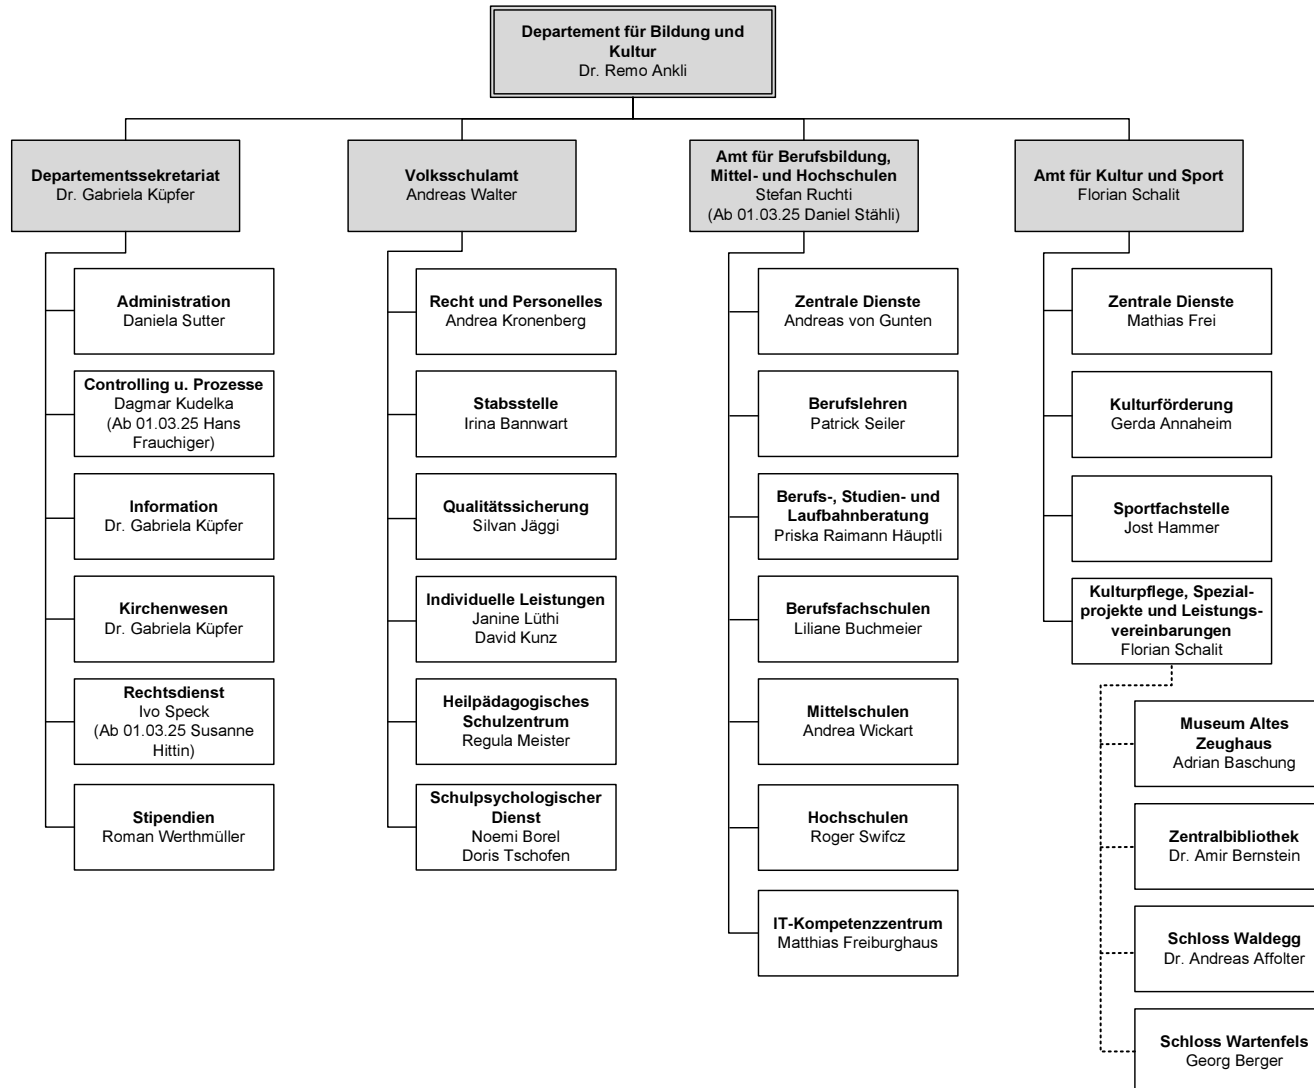 Departement für Bildung und
Kultur
Dr. Remo Ankli
Departementssekretariat
Dr. Gabriela Küpfer
Volksschulamt
Andreas Walter
Amt für Berufsbildung,
Mittel- und Hochschulen
Stefan Ruchti
(Ab 01.03.25 Daniel Stähli)
Amt für Kultur und Sport
Florian Schalit
Administration
Daniela Sutter
Controlling u. Prozesse
Dagmar Kudelka
(Ab 01.03.25 Hans
Frauchiger)
Information
Dr. Gabriela Küpfer
Kirchenwesen
Dr. Gabriela Küpfer
Rechtsdienst
Ivo Speck
(Ab 01.03.25 Susanne
Hittin)
Stipendien
Roman Werthmüller
Recht und Personelles
Andrea Kronenberg
Stabsstelle
Irina Bannwart
Qualitätssicherung
Silvan Jäggi
Individuelle Leistungen
Janine Lüthi
David Kunz
Heilpädagogisches
Schulzentrum
Regula Meister
Schulpsychologischer
Dienst
Noemi Borel
Doris Tschofen
Zentrale Dienste
Andreas von Gunten
Berufslehren
Patrick Seiler
Berufs-, Studien- und
Laufbahnberatung
Priska Raimann Häuptli
Berufsfachschulen
Liliane Buchmeier
Mittelschulen
Andrea Wickart
Hochschulen
Roger Swifcz
IT-Kompetenzzentrum
Matthias Freiburghaus
Zentrale Dienste
Mathias Frei
Kulturförderung
Gerda Annaheim
Sportfachstelle
Jost Hammer
Kulturpflege, Spezial-
projekte und Leistungs-
vereinbarungen
Florian Schalit
Museum Altes
Zeughaus
Adrian Baschung
Zentralbibliothek
Dr. Amir Bernstein
Schloss Waldegg
Dr. Andreas Affolter
Schloss Wartenfels
Georg Berger